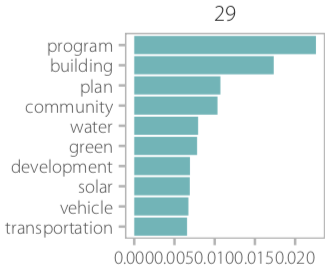 29
program
building
plan
community
water
green
development
solar
vehicle
transportation
0.0000.0050.0100.0150.020